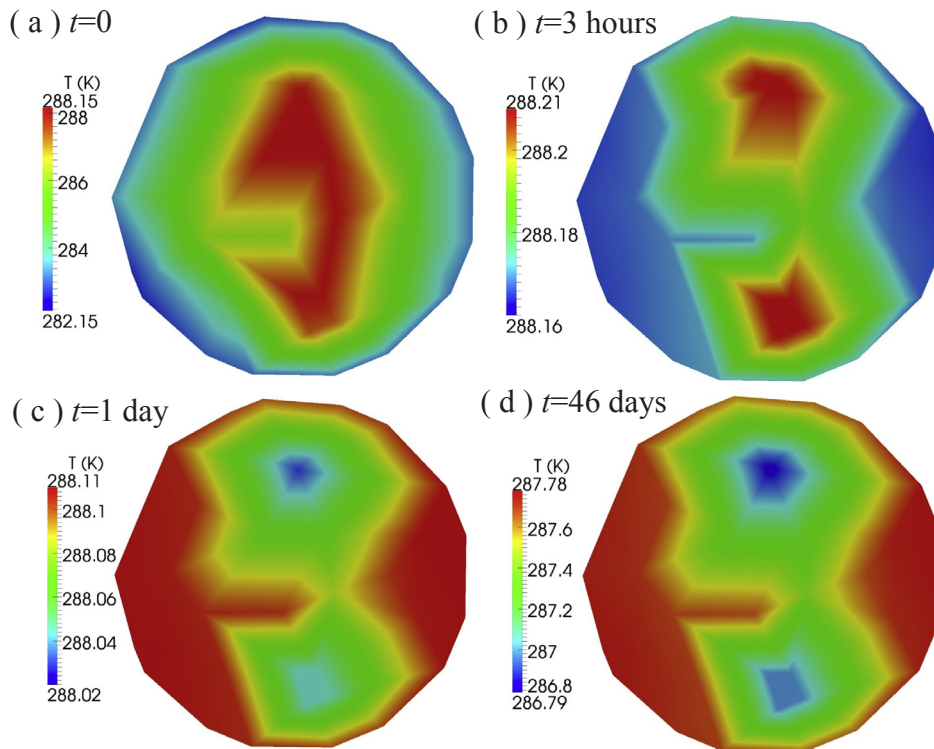 ( a ) t=0
T (K)
288.15
288
286
284
282.15
( b ) t=3 hours
T (K)
288.21
288.2
288.18
288.16
( c ) t=1 day
T (K)
288.11
288.1
288.08
288.06
288.04
288.02
( d ) t=46 days
T (K)
287.78
287.6
287.4
287.2
287
286.8
286.79